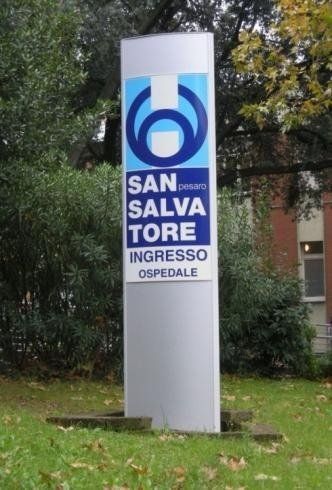 SAN pesaro
SALVA
TORE
INGRESSO
OSPEDALE